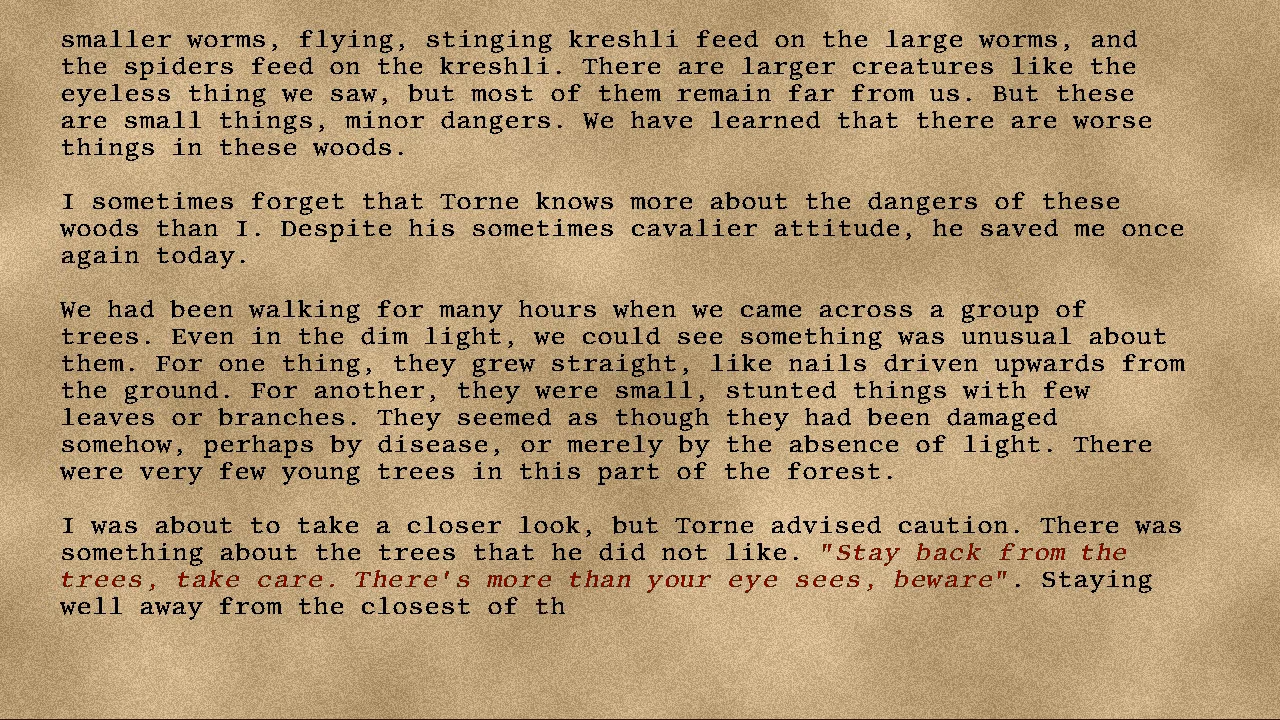 smaller worms, flying, stinging kreshli feed on the large worms, and
the spiders feed on the kreshli. There are larger creatures like the
eyeless thing we saw, but most of them remain far from us. But these
are small things, minor dangers. We have learned that there are worse
things in these woods.
I sometimes forget that Torne knows more about the dangers of these
woods than I. Despite his sometimes cavalier attitude, he saved me once
again today.
We had been walking for many hours when we came across a group of
trees. Even in the dim light, we could see something was unusual about
them. For one thing, they grew straight, like nails driven upwards from
the ground. For another, they were small, stunted things with few
leaves or branches. They seemed as though they had been damaged
somehow, perhaps by disease, or merely by the absence of light. There
were very few young trees in this part of the forest.
I was about to take a closer look, but Torne advised caution. There was
something about the trees that he did not like. "Stay back from the
trees, take care. There's more than your eye sees, beware". Staying
well away from the closest of th